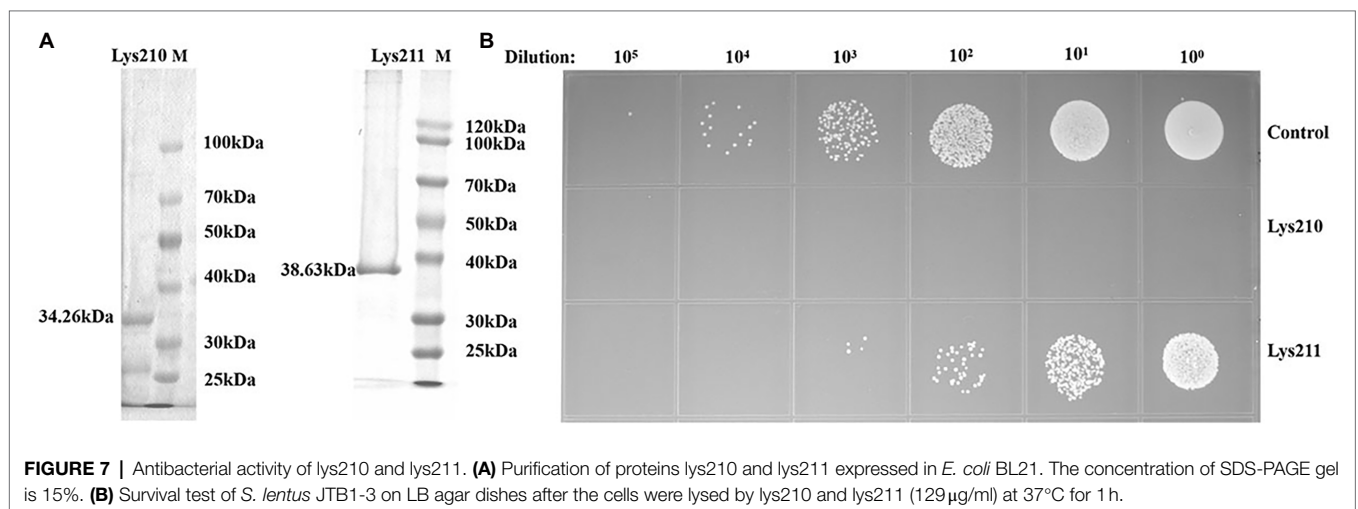 A
Lys210 M
100kDa
70kDa
50kDa
40kDa
34.26kDa
30kDa
25kDa
Lys211 M
120kDa
100kDa
70kDa
50kDa
40kDa
38.63kDa
30kDa
25kDa
B
Dilution: 10⁵ 10⁴ 10³ 10² 10¹ 10⁰
Control
Lys210
Lys211
FIGURE 7 | Antibacterial activity of lys210 and lys211. (A) Purification of proteins lys210 and lys211 expressed in E. coli BL21. The concentration of SDS-PAGE gel
is 15%. (B) Survival test of S. lentus JTB1-3 on LB agar dishes after the cells were lysed by lys210 and lys211 (129 μg/ml) at 37°C for 1 h.